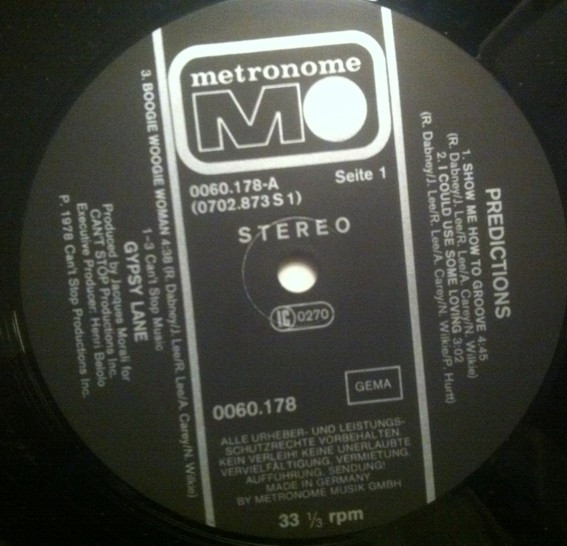 metronome
MO
0060.178-A
(0702.873 S 1)
Seite 1
STEREO
LC 0270
0060.178
GEMA
ALLE URHEBER- UND LEISTUNGS-
SCHUTZRECHTE VORBEHALTEN.
KEIN VERLEIH! KEINE UNERLAUBTE
VERVIELFÄLTIGUNG, VERMIETUNG,
AUFFÜHRUNG, SENDUNG!
MADE IN GERMANY
BY METRONOME MUSIK GMBH
33 ⅓ rpm
PREDICTIONS
1. SHOW ME HOW TO GROOVE 4:45
(R. Dabney/J. Lee/R. Lee/A. Carey/N. Wilkie)
2. I COULD USE SOME LOVING 3:02
(R. Dabney/J. Lee/R. Lee/A. Carey/N. Wilkie/P. Hurtt)
3. BOOGIE WOOGIE WOMAN 4:38 (R. Dabney/J. Lee/R. Lee/A. Carey/N. Wilkie)
1-3 Can't Stop Music
GYPSY LANE
Produced by Jacques Morali for
CAN'T STOP Productions Inc.
Executive Producer: Henri Belolo
P. 1978 Can't Stop Productions Inc.